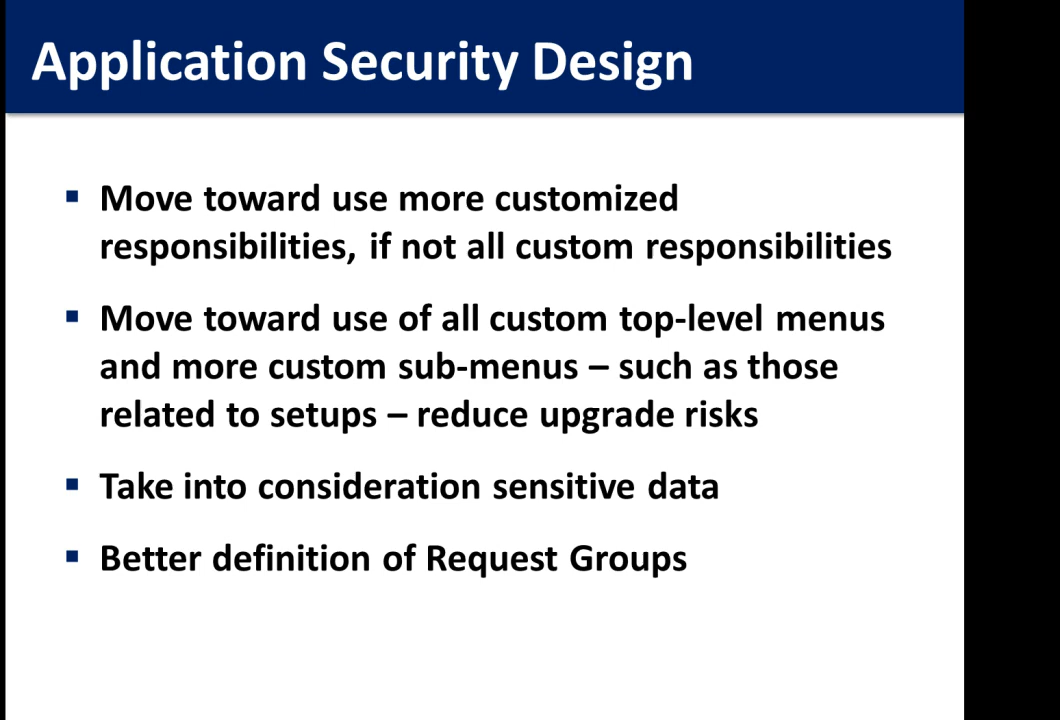 Application Security Design
Move toward use more customized
responsibilities, if not all custom responsibilities
Move toward use of all custom top-level menus
and more custom sub-menus – such as those
related to setups – reduce upgrade risks
Take into consideration sensitive data
Better definition of Request Groups